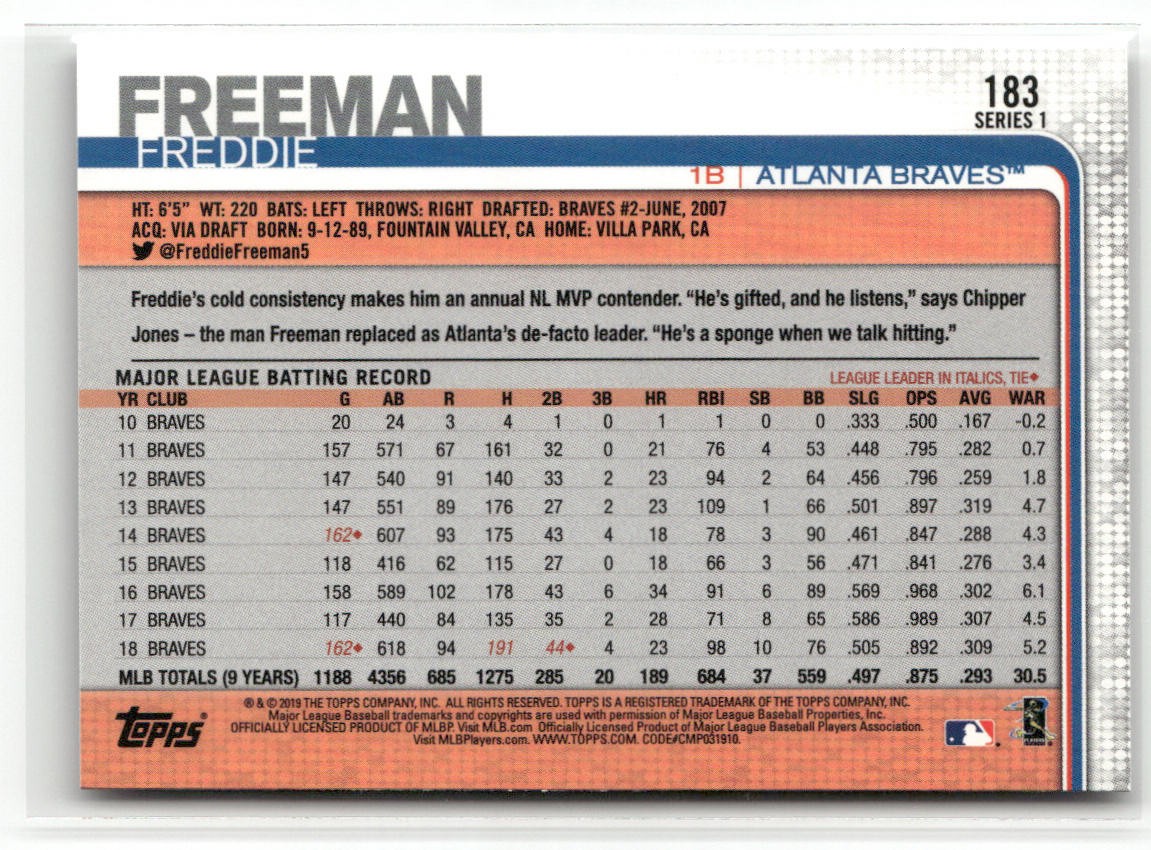 FREEMAN
FREDDIE
183
SERIES 1
1B | ATLANTA BRAVES™
HT: 6'5" WT: 220 BATS: LEFT THROWS: RIGHT DRAFTED: BRAVES #2-JUNE, 2007
ACQ: VIA DRAFT BORN: 9-12-89, FOUNTAIN VALLEY, CA HOME: VILLA PARK, CA
@FreddieFreeman5
Freddie's cold consistency makes him an annual NL MVP contender. "He's gifted, and he listens," says Chipper
Jones – the man Freeman replaced as Atlanta's de-facto leader. "He's a sponge when we talk hitting."
MAJOR LEAGUE BATTING RECORD LEAGUE LEADER IN ITALICS, TIE◆
YR CLUB G AB R H 2B 3B HR RBI SB BB SLG OPS AVG WAR
10 BRAVES 20 24 3 4 1 0 1 1 0 0 .333 .500 .167 -0.2
11 BRAVES 157 571 67 161 32 0 21 76 4 53 .448 .795 .282 0.7
12 BRAVES 147 540 91 140 33 2 23 94 2 64 .456 .796 .259 1.8
13 BRAVES 147 551 89 176 27 2 23 109 1 66 .501 .897 .319 4.7
14 BRAVES 162◆ 607 93 175 43 4 18 78 3 90 .461 .847 .288 4.3
15 BRAVES 118 416 62 115 27 0 18 66 3 56 .471 .841 .276 3.4
16 BRAVES 158 589 102 178 43 6 34 91 6 89 .569 .968 .302 6.1
17 BRAVES 117 440 84 135 35 2 28 71 8 65 .586 .989 .307 4.5
18 BRAVES 162◆ 618 94 191 44◆ 4 23 98 10 76 .505 .892 .309 5.2
MLB TOTALS (9 YEARS) 1188 4356 685 1275 285 20 189 684 37 559 .497 .875 .293 30.5
Topps®
® & © 2019 THE TOPPS COMPANY, INC. ALL RIGHTS RESERVED. TOPPS IS A REGISTERED TRADEMARK OF THE TOPPS COMPANY, INC.
Major League Baseball trademarks and copyrights are used with permission of Major League Baseball Properties, Inc.
OFFICIALLY LICENSED PRODUCT OF MLBP. Visit MLB.com Officially Licensed Product of Major League Baseball Players Association.
Visit MLBPlayers.com. WWW.TOPPS.COM. CODE#CMP031910.